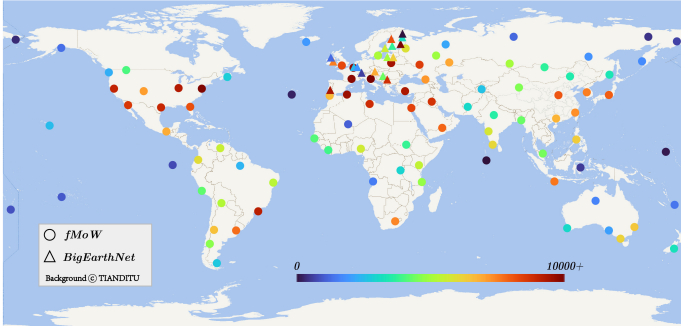 fMoW
BigEarthNet
Background © TIANDITU
0
10000+